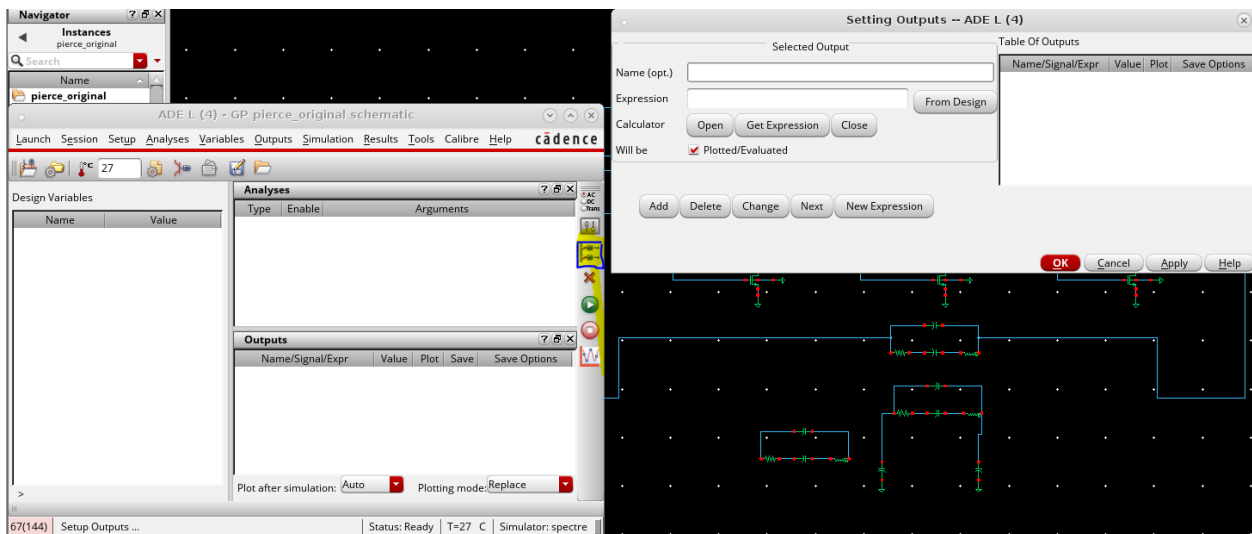 Navigator
Instances
pierce_original
Search
Name
pierce_original
ADE L (4) - GP pierce_original schematic
Launch Session Setup Analyses Variables Outputs Simulation Results Tools Calibre Help cādence
°C 27
Design Variables
Name Value
>
Analyses
Type Enable Arguments
AC
DC
Trans
Outputs
Name/Signal/Expr Value Plot Save Save Options
Plot after simulation: Auto Plotting mode: Replace
67(144) Setup Outputs ... Status: Ready T=27 C Simulator: spectre
Setting Outputs -- ADE L (4)
Selected Output
Name (opt.)
Expression From Design
Calculator Open Get Expression Close
Will be Plotted/Evaluated
Add Delete Change Next New Expression
Table Of Outputs
Name/Signal/Expr Value Plot Save Options
OK Cancel Apply Help